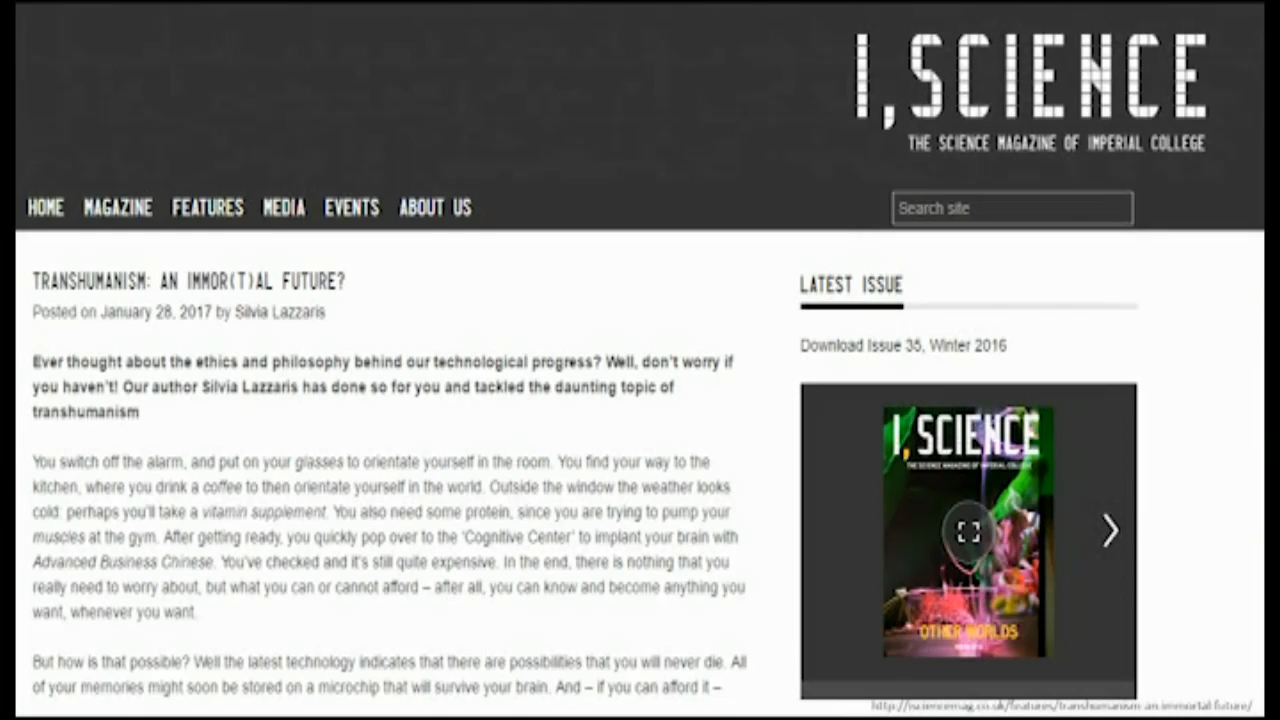 I,SCIENCE
THE SCIENCE MAGAZINE OF IMPERIAL COLLEGE
HOME MAGAZINE FEATURES MEDIA EVENTS ABOUT US
Search site
TRANSHUMANISM: AN IMMOR(T)AL FUTURE?
Posted on January 28, 2017 by Silvia Lazzaris
Ever thought about the ethics and philosophy behind our technological progress? Well, don't worry if
you haven't! Our author Silvia Lazzaris has done so for you and tackled the daunting topic of
transhumanism
You switch off the alarm, and put on your glasses to orientate yourself in the room. You find your way to the
kitchen, where you drink a coffee to then orientate yourself in the world. Outside the window the weather looks
cold: perhaps you'll take a vitamin supplement. You also need some protein, since you are trying to pump your
muscles at the gym. After getting ready, you quickly pop over to the 'Cognitive Center' to implant your brain with
Advanced Business Chinese. You've checked and it's still quite expensive. In the end, there is nothing that you
really need to worry about, but what you can or cannot afford – after all, you can know and become anything you
want, whenever you want.
But how is that possible? Well the latest technology indicates that there are possibilities that you will never die. All
of your memories might soon be stored on a microchip that will survive your brain. And – if you can afford it –
LATEST ISSUE
Download Issue 35, Winter 2016
I, SCIENCE
THE SCIENCE MAGAZINE OF IMPERIAL COLLEGE
OTHER WORLDS
http://isciencemag.co.uk/features/transhumanism-an-immortal-future/